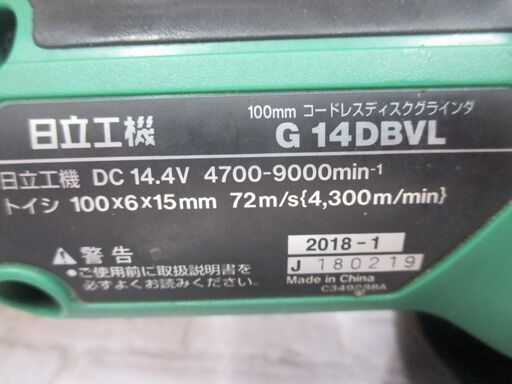 100mm コードレスディスクグラインダ
日立工機 G 14DBVL
日立工機 DC 14.4V 4700-9000min-1
トイシ 100×6×15mm 72m/s{4,300m/min}
⚠警告
●ご使用前に取扱説明書を
必ずよくお読みください。
2018-1
J 180219
Made in China